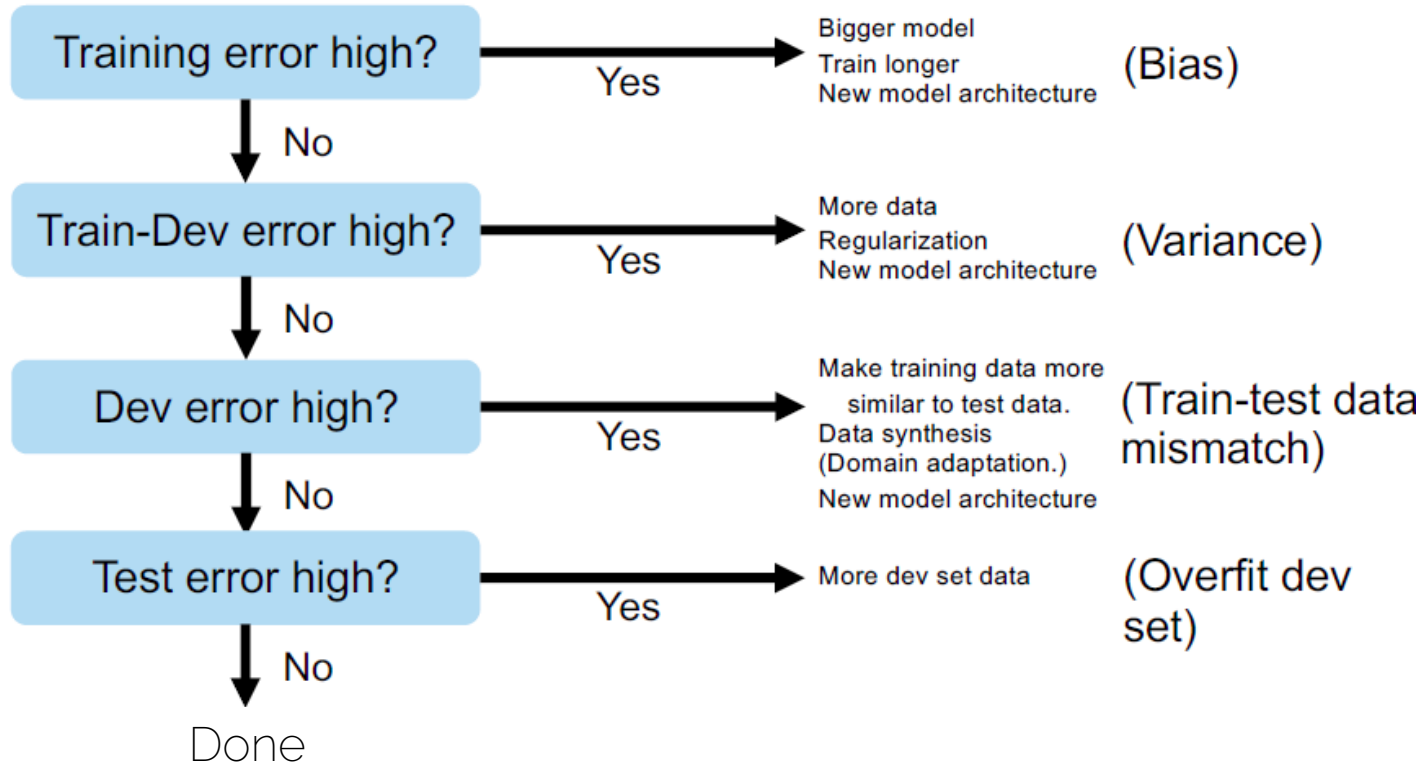 Training error high?
Yes
Bigger model
Train longer
New model architecture
(Bias)
No
Train-Dev error high?
Yes
More data
Regularization
New model architecture
(Variance)
No
Dev error high?
Yes
Make training data more
similar to test data.
Data synthesis
(Domain adaptation.)
New model architecture
(Train-test data
mismatch)
No
Test error high?
Yes
More dev set data
(Overfit dev
set)
No
Done